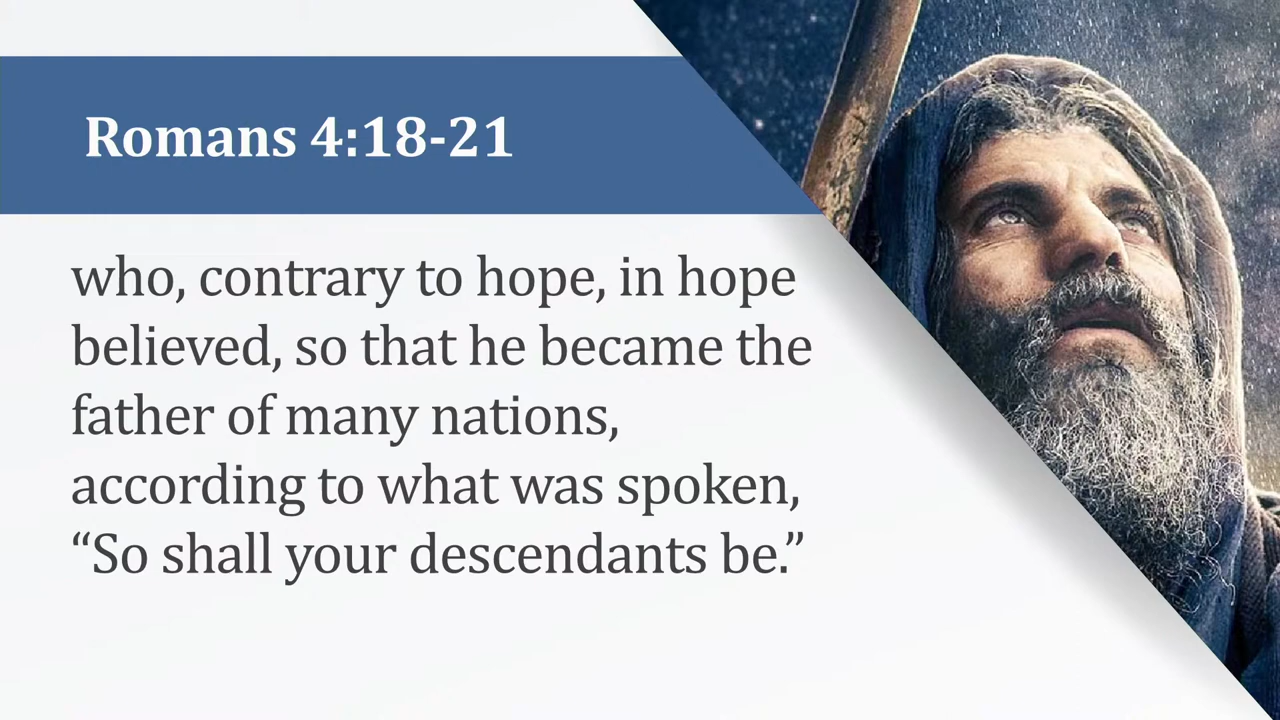 Romans 4:18-21
who, contrary to hope, in hope
believed, so that he became the
father of many nations,
according to what was spoken,
“So shall your descendants be.”